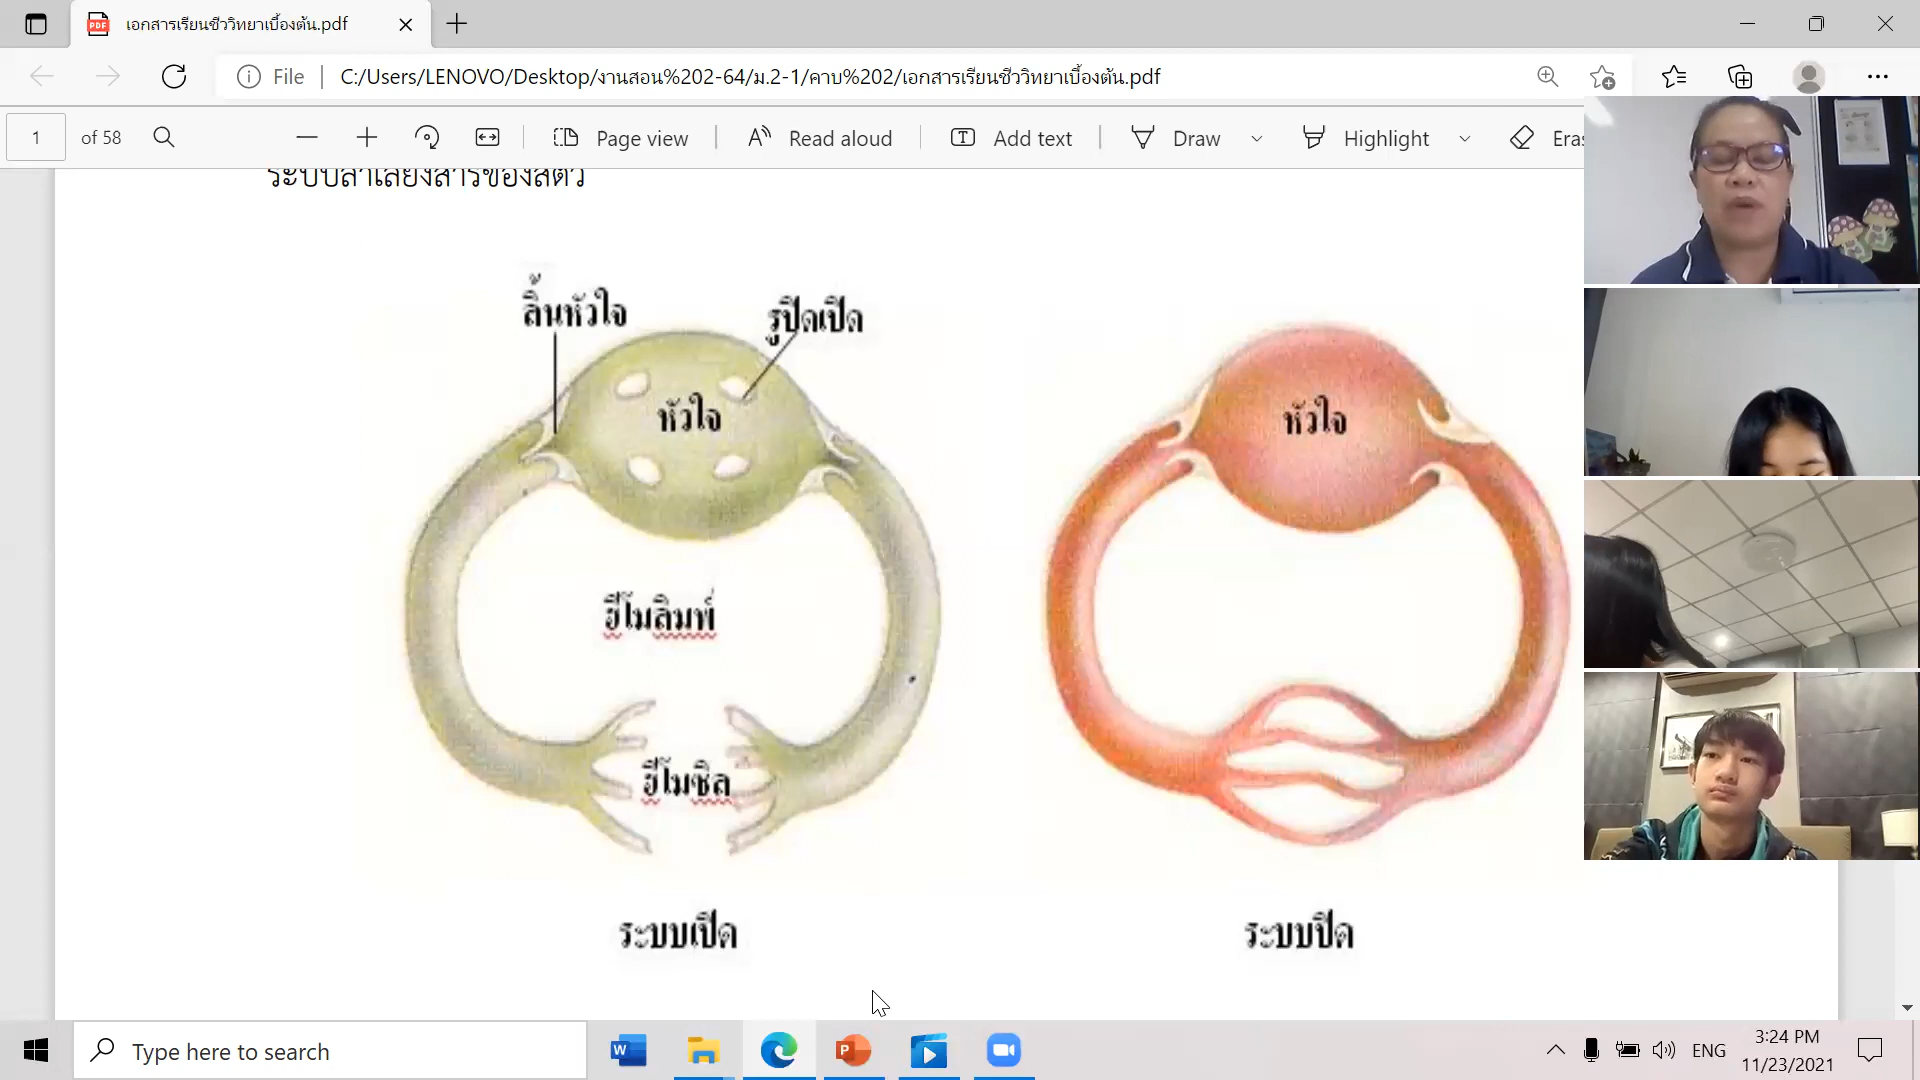 เอกสารเรียนชีววิทยาเบื้องต้น.pdf
File
C:/Users/LENOVO/Desktop/งานสอน%202-64/ม.2-1/คาบ%202/เอกสารเรียนชีววิทยาเบื้องต้น.pdf
1 of 58
Page view
Read aloud
Add text
Draw
Highlight
Eras
ระบบลำเลียงสารของสัตว์
ลิ้นหัวใจ
รูปิดเปิด
หัวใจ
หัวใจ
ฮีโมลิมพ์
ฮีโมซิล
ระบบเปิด
ระบบปิด
Type here to search
ENG
3:24 PM
11/23/2021